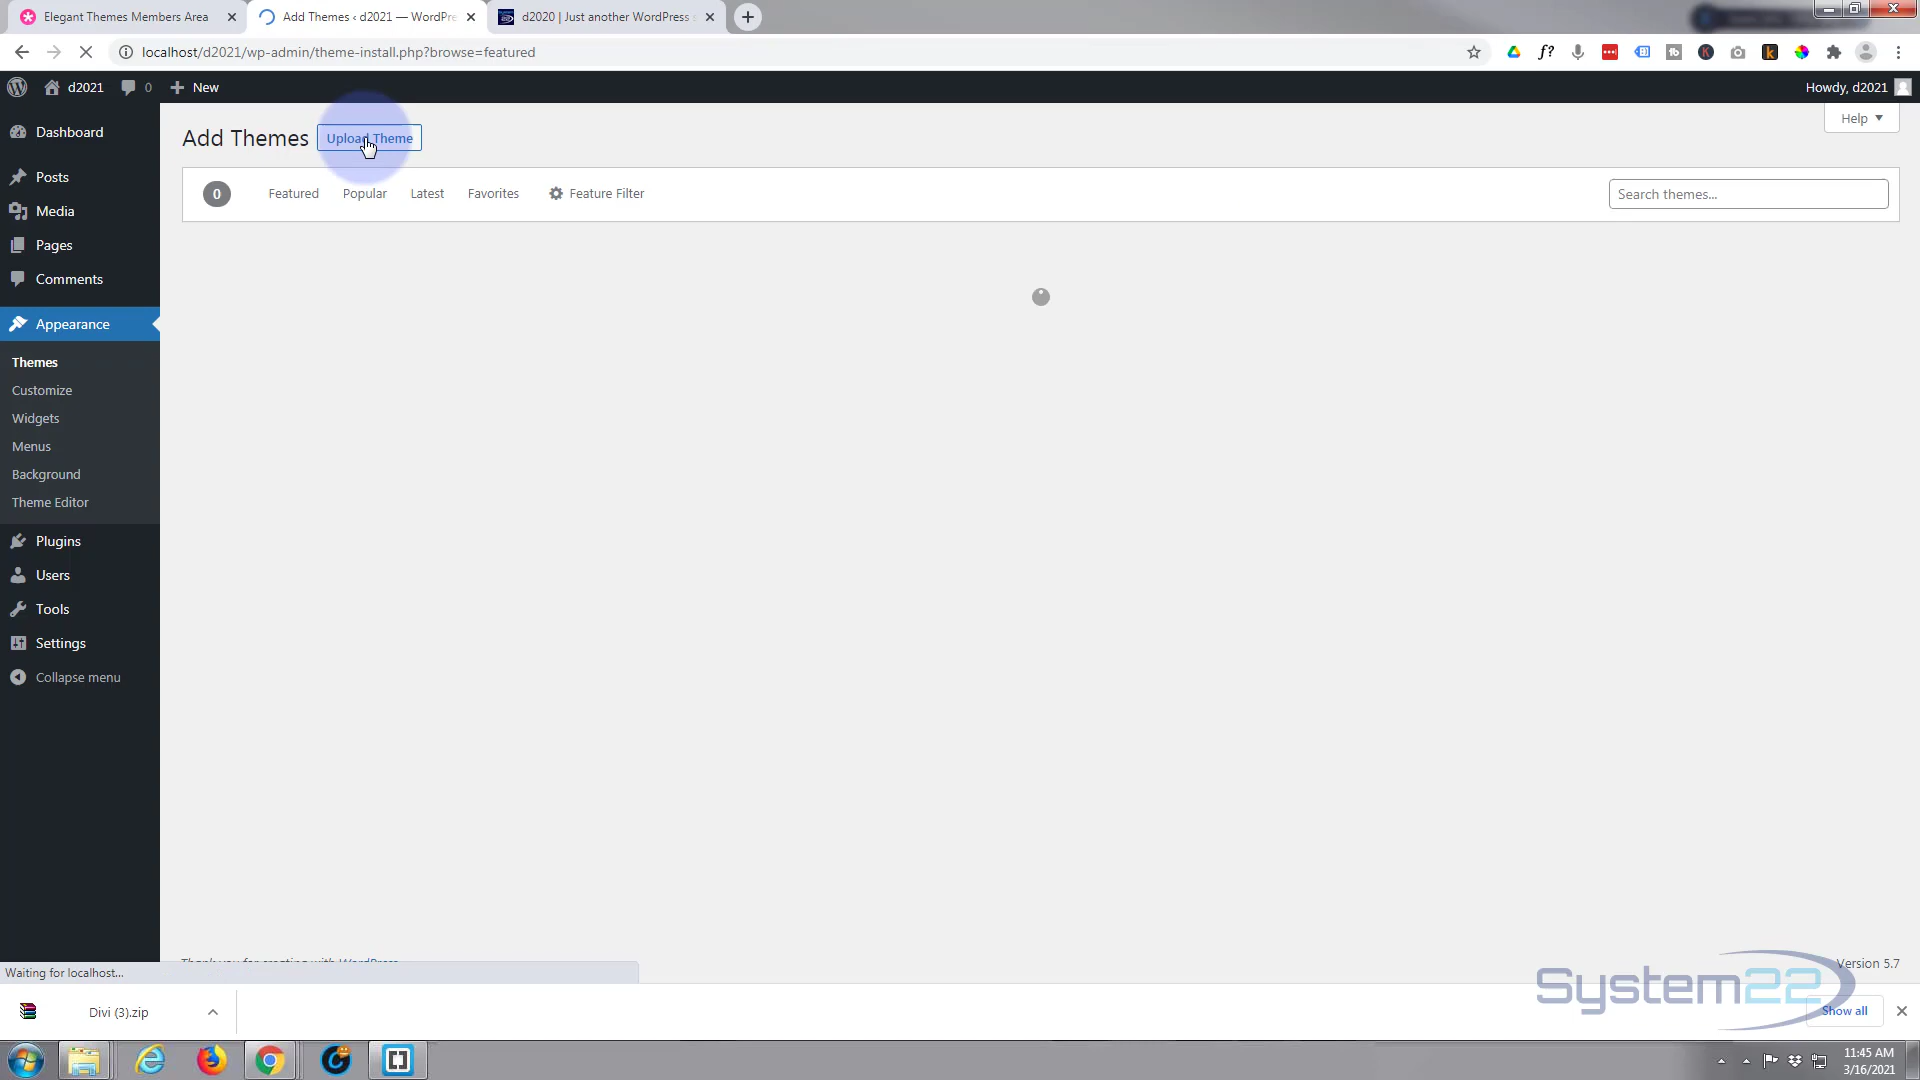 Elegant Themes Members Area
Add Themes ‹ d2021 — WordPre
d2020 | Just another WordPress s
localhost/d2021/wp-admin/theme-install.php?browse=featured
d2021
0
New
Howdy, d2021
Dashboard
Posts
Media
Pages
Comments
Appearance
Themes
Customize
Widgets
Menus
Background
Theme Editor
Plugins
Users
Tools
Settings
Collapse menu
Add Themes
Upload Theme
Help
0
Featured
Popular
Latest
Favorites
Feature Filter
Search themes...
Thank you for creating with WordPress.
Version 5.7
Waiting for localhost...
System22
Divi (3).zip
Show all
11:45 AM
3/16/2021